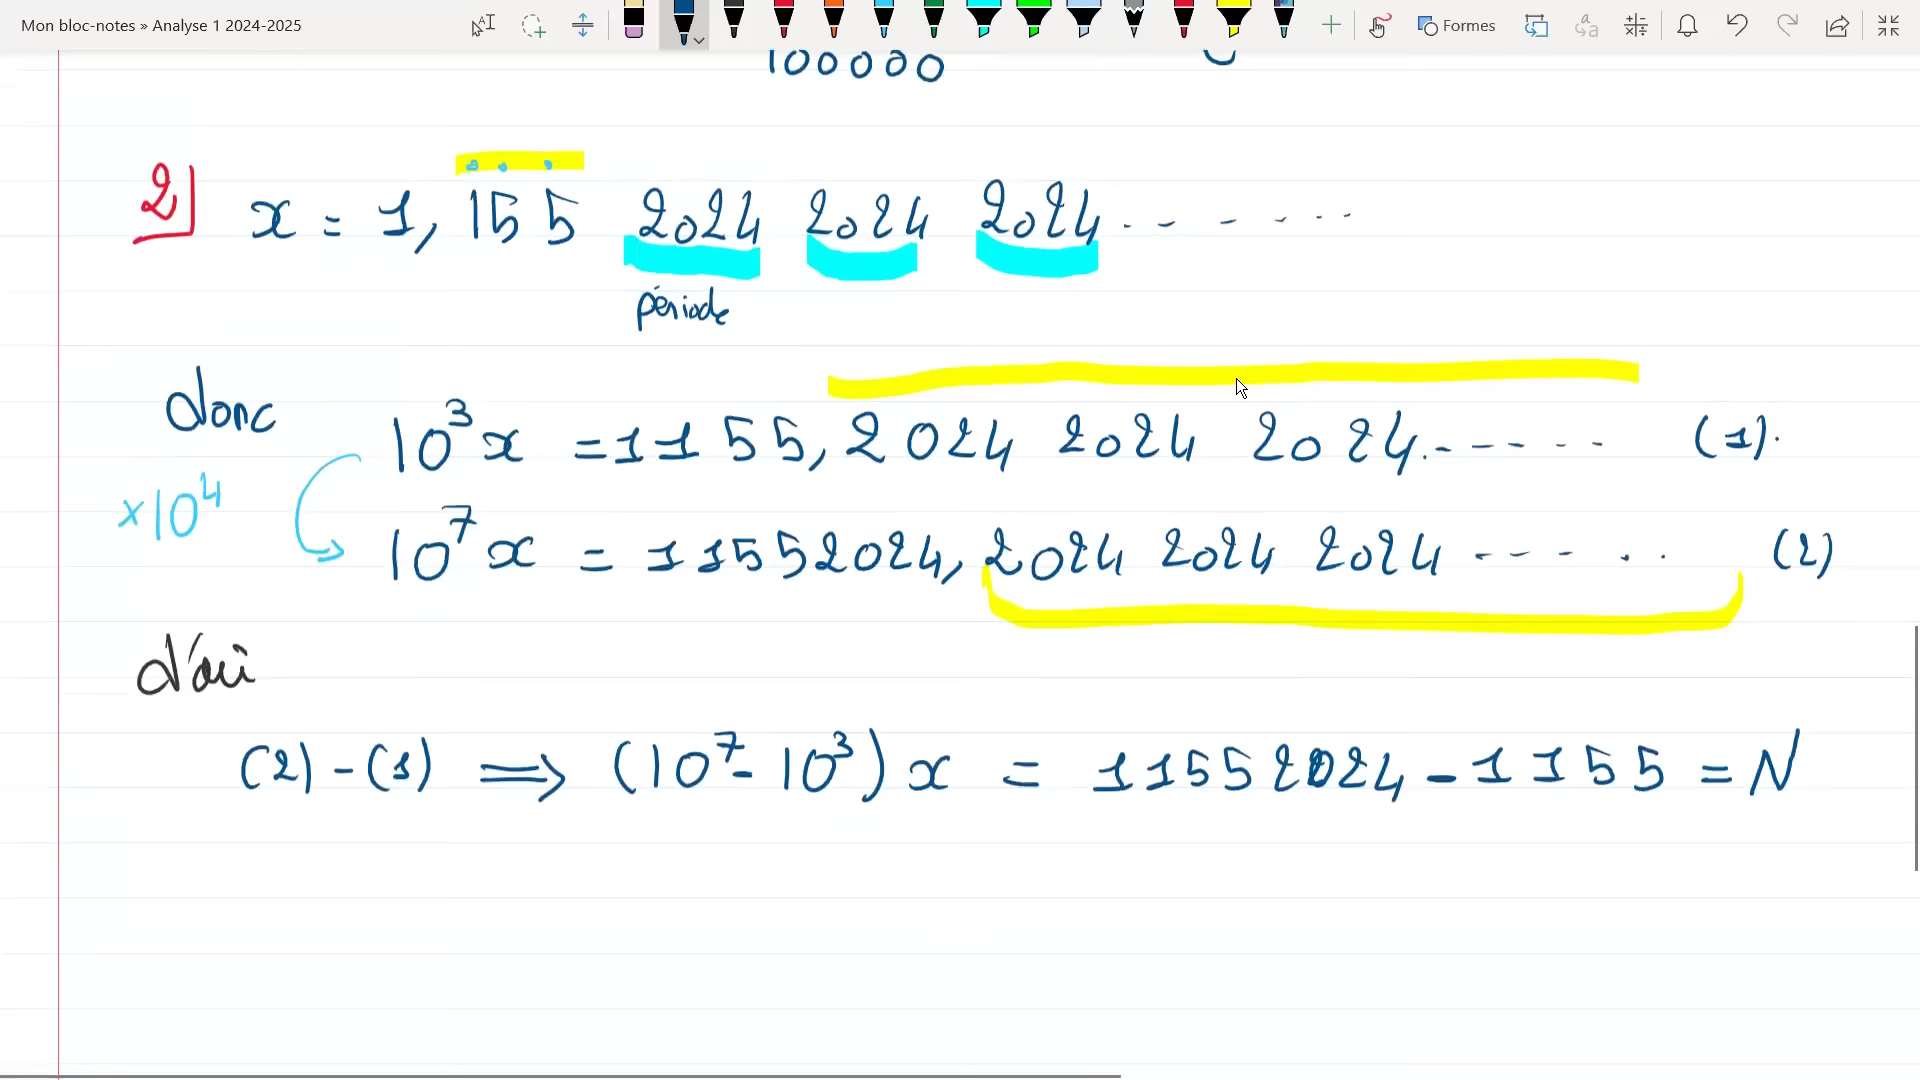 Mon bloc-notes » Analyse 1 2024-2025
Formes
100000
2] x = 1, 155 2024 2024 2024 - - - - - -
période
donc
10³x = 1155,2024 2024 2024 - - - - - (1).
×10⁴
10⁷x = 11552024, 2024 2024 2024 - - - - . . (2)
d'où
(2) - (1) ⟹ (10⁷ - 10³) x = 11552024 - 1155 = N